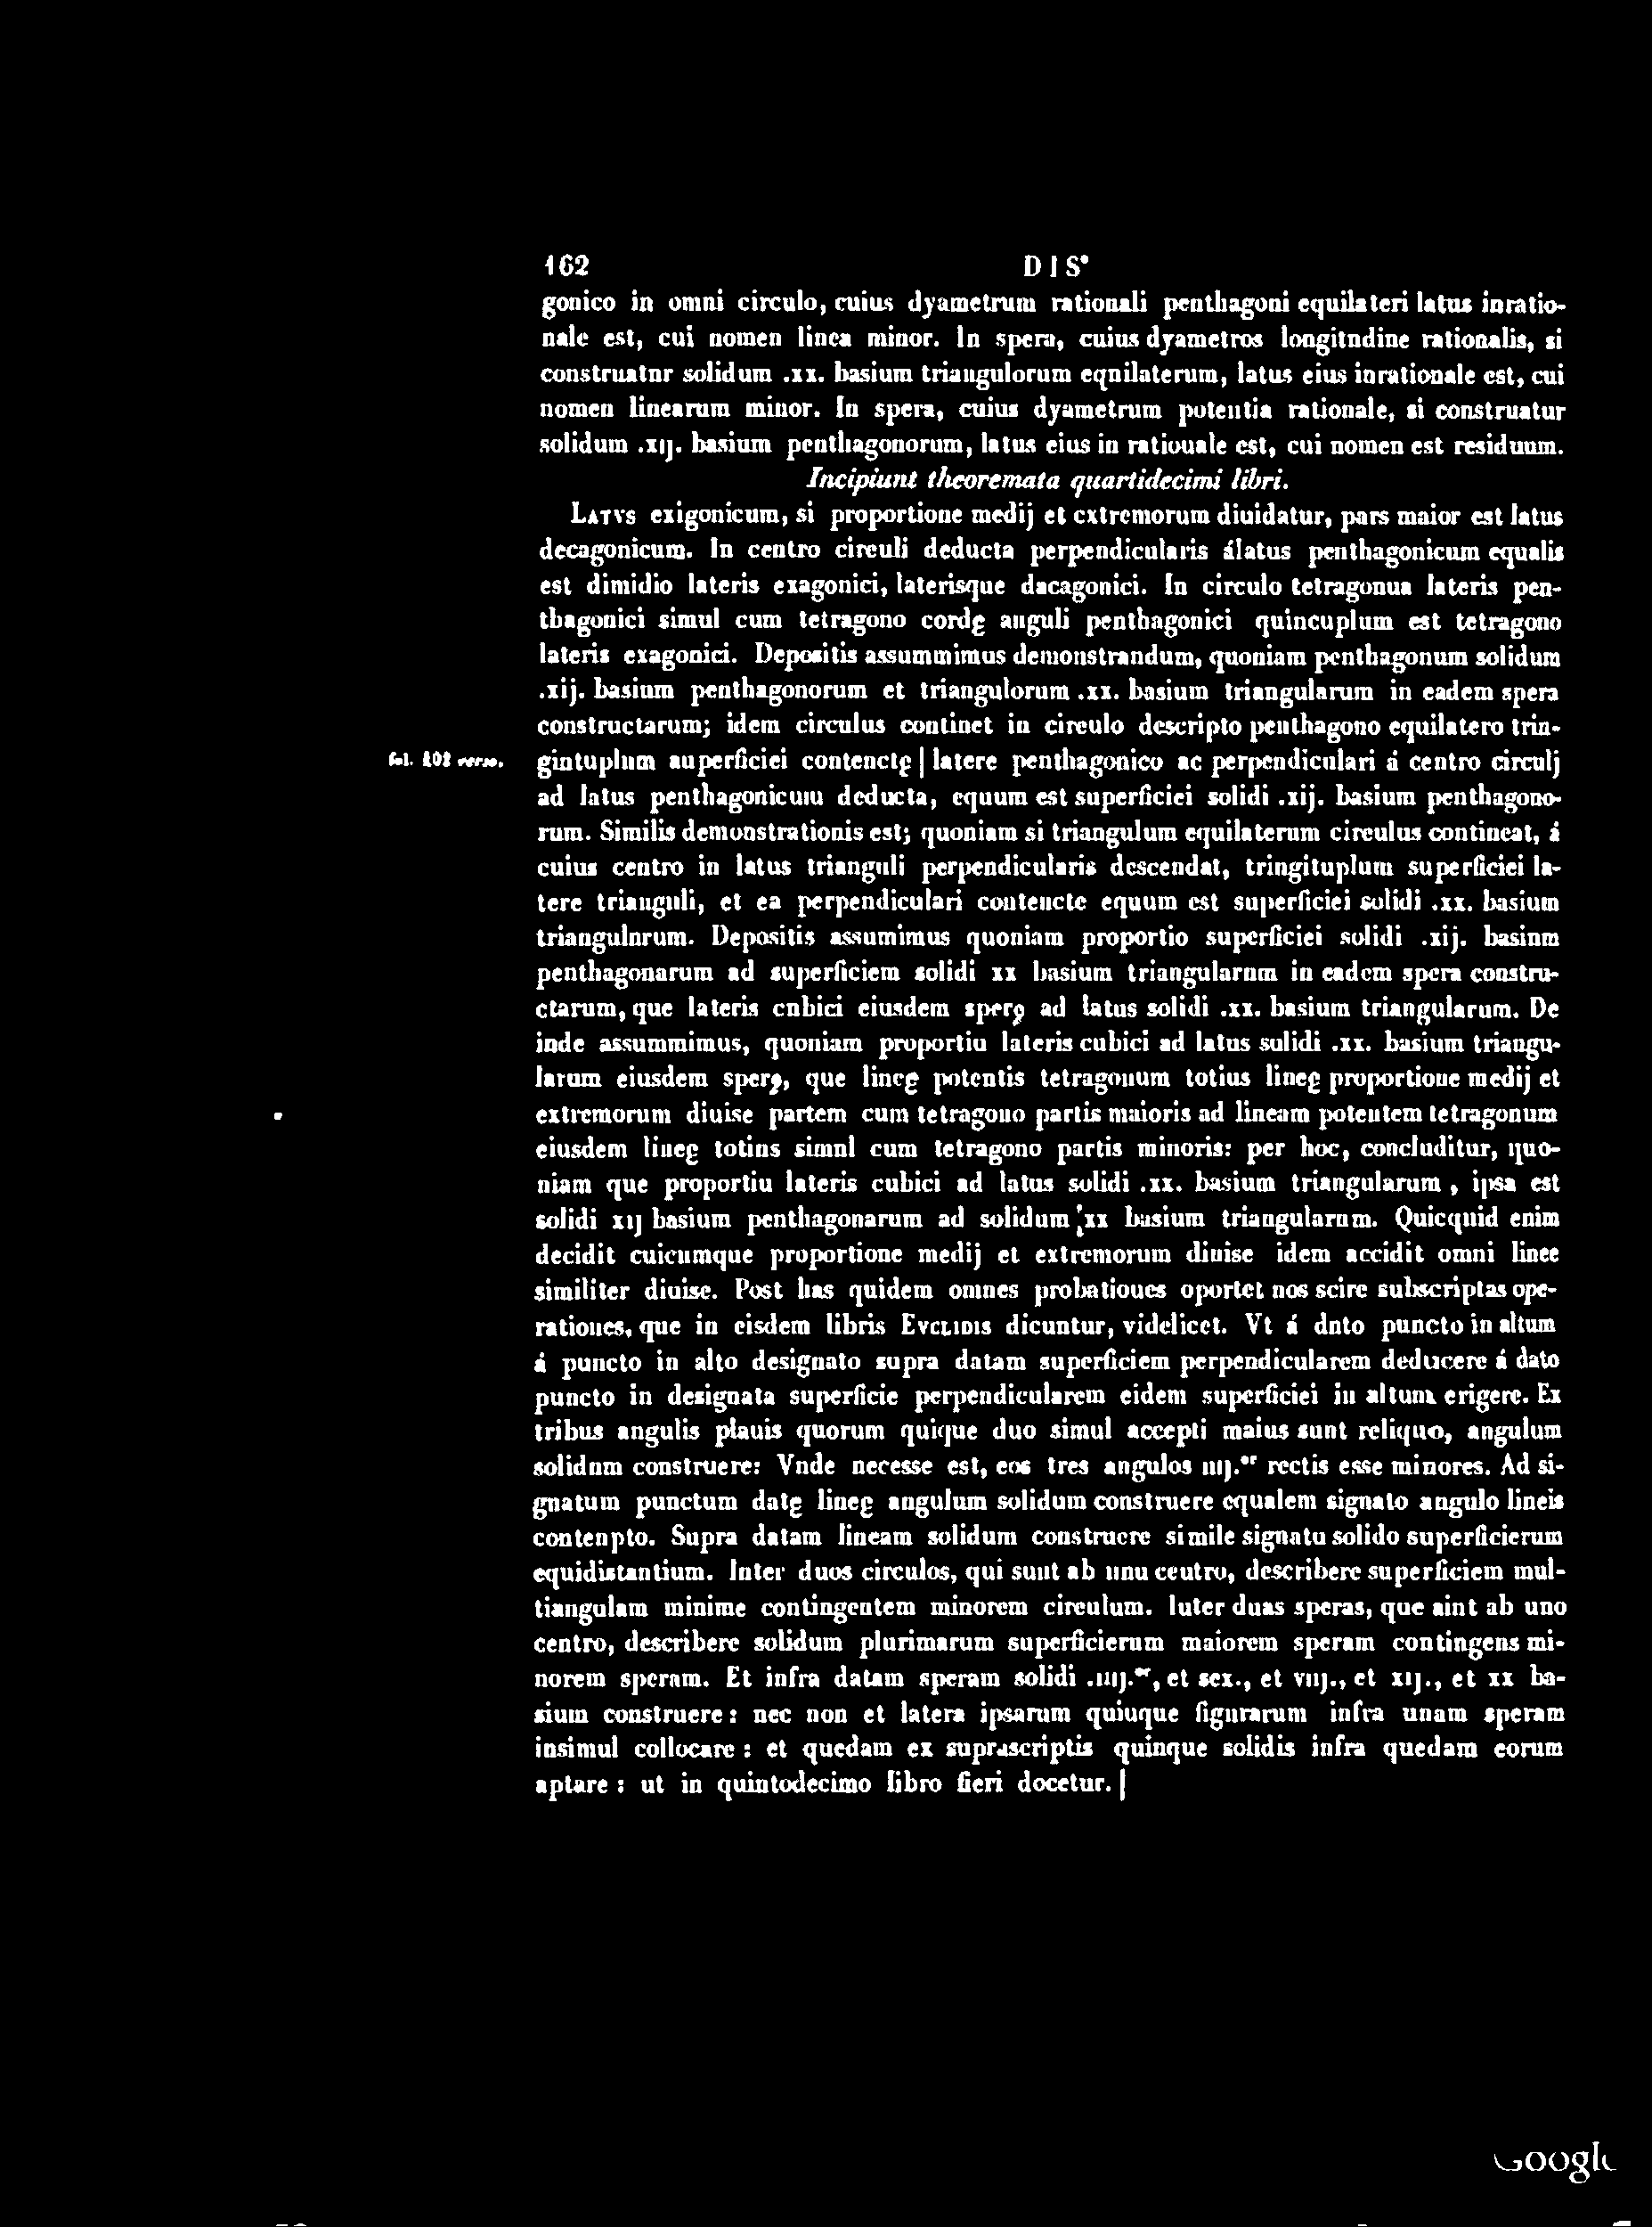 162 DIS*
gonico in omni circulo, cuius dyametrum rationali penthagoni equilateri latus inratio-
nale est, cui nomen linea minor. In spera, cuius dyametros longitudine rationalis, si
construatur solidum .xx. basium triangulorum equilaterum, latus eius inrationale est, cui
nomen linearum minor. In spera, cuius dyametrum potentia rationale, si construatur
solidum .xij. basium penthagonorum, latus eius in rationale est, cui nomen est residuum.
Incipiunt theoremata quartidecimi libri.
LATVS exigonicum, si proportione medij et extremorum diuidatur, pars maior est latus
decagonicum. In centro circuli deducta perpendicularis álatus penthagonicum equalis
est dimidio lateris exagonici, laterisque dacagonici. In circulo tetragonus lateris pen-
thagonici simul cum tetragono cordę anguli penthagonici quincuplum est tetragono
lateris exagonici. Depositis assummimus demonstrandum, quoniam penthagonum solidum
.xij. basium penthagonorum et triangulorum .xx. basium triangularum in eadem spera
constructarum; idem circulus continet in circulo descripto penthagono equilatero trin-
fol. 101 verso.
gintuplum superficiei contenctę | latere penthagonico ac perpendiculari á centro circulj
ad latus penthagonicum deducta, equum est superficiei solidi .xij. basium penthagono-
rum. Similis demonstrationis est; quoniam si triangulum equilaterum circulus contineat, á
cuius centro in latus trianguli perpendicularis descendat, tringituplum superficiei la-
tere trianguli, et ea perpendiculari contencte equum est superficiei solidi .xx. basium
triangularum. Depositis assumimus quoniam proportio superficiei solidi .xij. basium
penthagonarum ad superficiem solidi xx basium triangularum in eadem spera constru-
ctarum, que lateris cubici eiusdem sperę ad latus solidi .xx. basium triangularum. De
inde assummimus, quoniam proportio lateris cubici ad latus solidi .xx. basium triangu-
larum eiusdem sperę, que lineę potentis tetragonum totius lineę proportione medij et
extremorum diuise partem cum tetragono partis maioris ad lineam potentem tetragonum
eiusdem lineę totius simul cum tetragono partis minoris: per hoc, concluditur, quo-
niam que proportio lateris cubici ad latus solidi .xx. basium triangularum, ipsa est
solidi xij basium penthagonarum ad solidum xx basium triangularum. Quicquid enim
decidit cuicumque proportione medij et extremorum diuise idem accidit omni linee
similiter diuise. Post has quidem omnes probationes oportet nos scire subscriptas ope-
rationes, que in eisdem libris EVCLIDIS dicuntur, videlicet. Vt á dato puncto in altum
á puncto in alto designato supra datam superficiem perpendicularem deducere á dato
puncto in designata superficie perpendicularem eidem superficiei in altum erigere. Ex
tribus angulis planis quorum quique duo simul accepti maius sunt reliquo, angulum
solidum construere: Vnde necesse est, eos tres angulos iiij.or rectis esse minores. Ad si-
gnatum punctum datę lineę angulum solidum construere equalem signato angulo lineis
contenpto. Supra datam lineam solidum construere simile signato solido superficierum
equidistantium. Inter duos circulos, qui sunt ab uno centro, describere superficiem mul-
tiangulam minime contingentem minorem circulum. Inter duas speras, que sint ab uno
centro, describere solidum plurimarum superficierum maiorem speram contingens mi-
norem speram. Et infra datam speram solidi .iiij.or, et sex., et viij., et xij., et xx ba-
sium construere: nec non et latera ipsarum quinque figurarum infra unam speram
insimul collocare: et quedam ex suprascriptis quinque solidis infra quedam eorum
aptare: ut in quintodecimo libro fieri docetur. |
Google